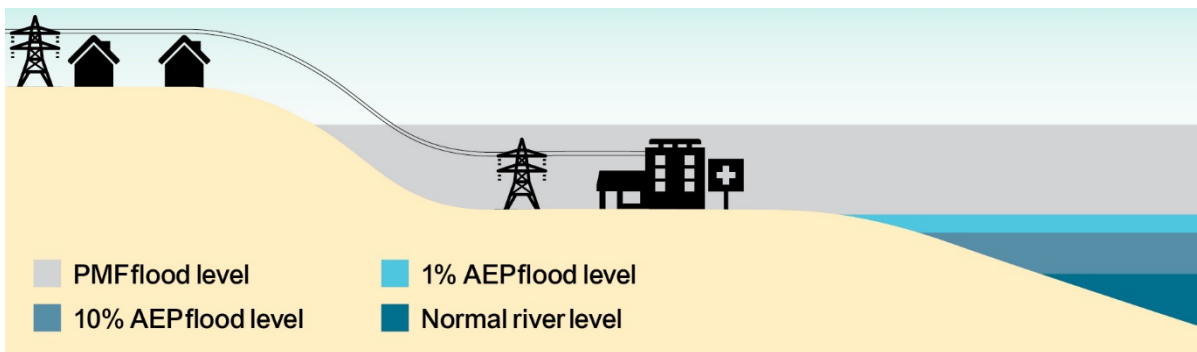 PMF flood level
1% AEP flood level
10% AEP flood level
Normal river level